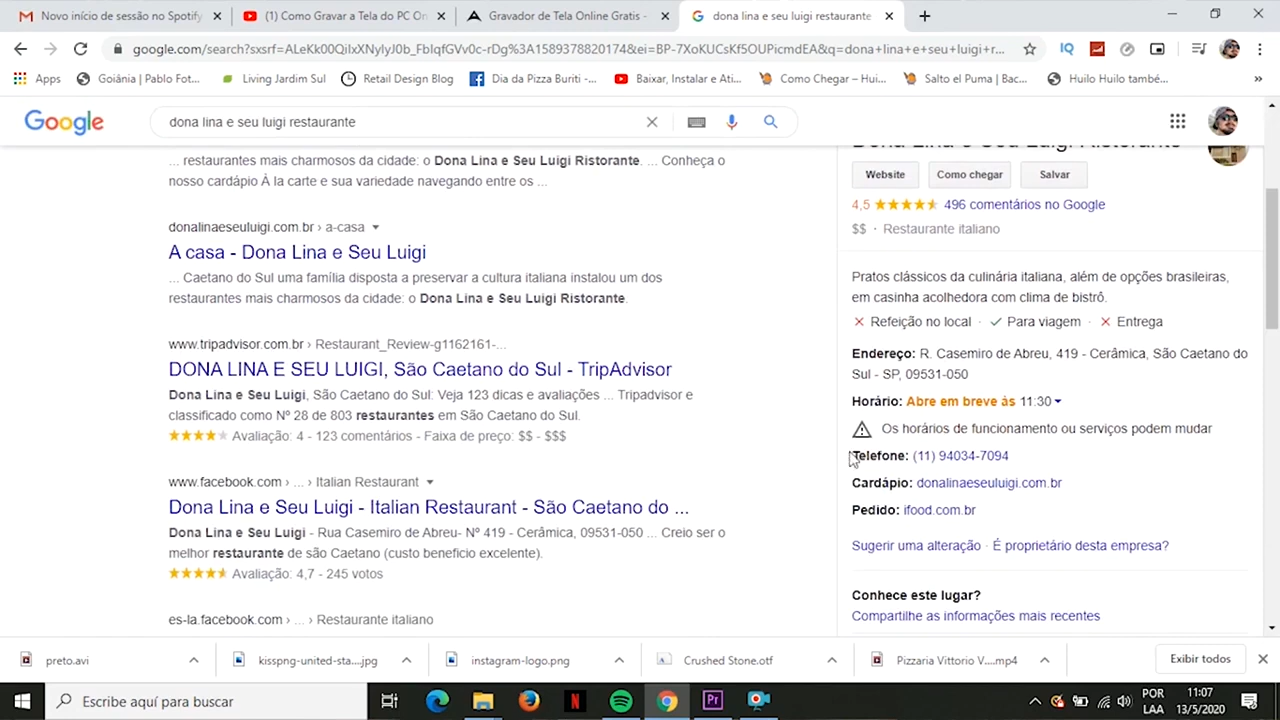 Novo início de sessão no Spotify
(1) Como Gravar a Tela do PC On
Gravador de Tela Online Gratis -
dona lina e seu luigi restaurante
google.com/search?sxsrf=ALeKk00QiIxXNyIyJ0b_FbIqfGVv0c-rDg%3A1589378820174&ei=BP-7XoKUCsKf5OUPicmdEA&q=dona+lina+e+seu+luigi+r...
Apps
Goiânia | Pablo Fot...
Living Jardim Sul
Retail Design Blog
Dia da Pizza Buriti -...
Baixar, Instalar e Ati...
Como Chegar – Hui...
Salto el Puma | Bac...
Huilo Huilo també...
Google
dona lina e seu luigi restaurante
... restaurantes mais charmosos da cidade: o Dona Lina e Seu Luigi Ristorante. ... Conheça o
nosso cardápio À la carte e sua variedade navegando entre os ...
donalinaeseuluigi.com.br › a-casa
A casa - Dona Lina e Seu Luigi
... Caetano do Sul uma família disposta a preservar a cultura italiana instalou um dos
restaurantes mais charmosos da cidade: o Dona Lina e Seu Luigi Ristorante.
www.tripadvisor.com.br › Restaurant_Review-g1162161-...
DONA LINA E SEU LUIGI, São Caetano do Sul - TripAdvisor
Dona Lina e Seu Luigi, São Caetano do Sul: Veja 123 dicas e avaliações ... Tripadvisor e
classificado como Nº 28 de 803 restaurantes em São Caetano do Sul.
Avaliação: 4 - 123 comentários - Faixa de preço: $$ - $$$
www.facebook.com › ... › Italian Restaurant
Dona Lina e Seu Luigi - Italian Restaurant - São Caetano do ...
Dona Lina e Seu Luigi - Rua Casemiro de Abreu- Nº 419 - Cerâmica, 09531-050 ... Creio ser o
melhor restaurante de são Caetano (custo beneficio excelente).
Avaliação: 4,7 - 245 votos
es-la.facebook.com › ... › Restaurante italiano
Dona Lina e Seu Luigi Ristorante
Website
Como chegar
Salvar
4,5
496 comentários no Google
$$ · Restaurante italiano
Pratos clássicos da culinária italiana, além de opções brasileiras,
em casinha acolhedora com clima de bistrô.
Refeição no local · Para viagem · Entrega
Endereço: R. Casemiro de Abreu, 419 - Cerâmica, São Caetano do
Sul - SP, 09531-050
Horário: Abre em breve às 11:30
Os horários de funcionamento ou serviços podem mudar
Telefone: (11) 94034-7094
Cardápio: donalinaeseuluigi.com.br
Pedido: ifood.com.br
Sugerir uma alteração · É proprietário desta empresa?
Conhece este lugar?
Compartilhe as informações mais recentes
preto.avi
kisspng-united-sta....jpg
instagram-logo.png
Crushed Stone.otf
Pizzaria Vittorio V....mp4
Exibir todos
Escribe aquí para buscar
POR
LAA
11:07
13/5/2020